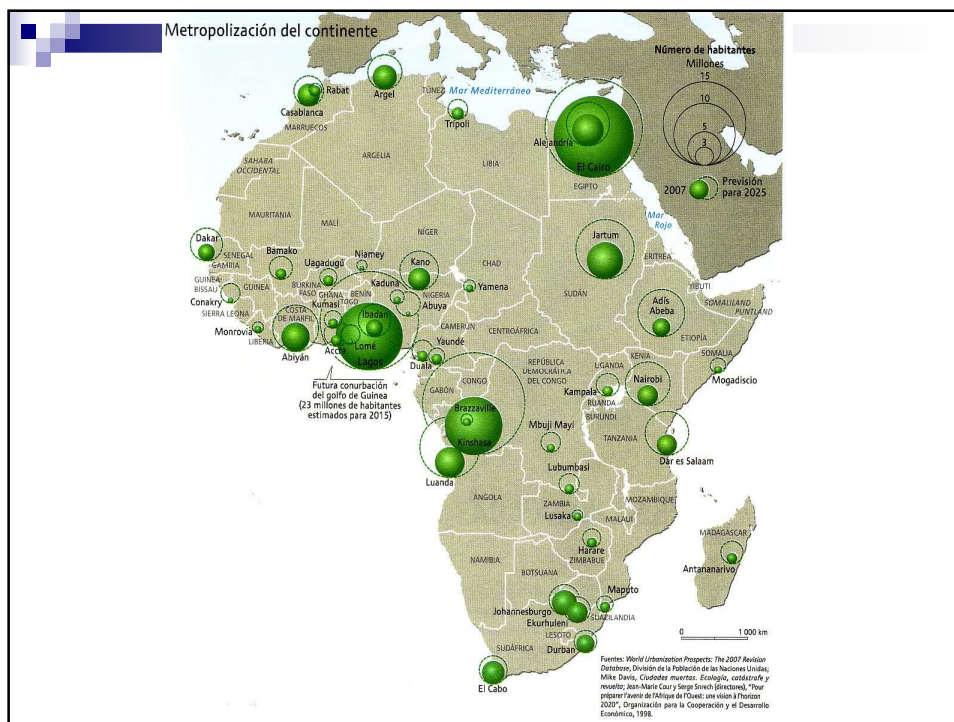 Metropolización del continente
Número de habitantes
Millones
15
10
5
3
2007
Previsión
para 2025
Mar Mediterráneo
Mar
Rojo
Rabat
Casablanca
MARRUECOS
Argel
TÚNEZ
Trípoli
Alejandría
El Cairo
EGIPTO
ARGELIA
LIBIA
SAHARA
OCCIDENTAL
MAURITANIA
MALÍ
NÍGER
CHAD
SUDÁN
Jartum
ERITREA
YIBUTI
SOMALILAND
PUNTLAND
Dakar
SENEGAL
GAMBIA
GUINEA-
BISSAU
GUINEA
Bamako
Uagadugú
Niamey
BURKINA
FASO
Kano
Kaduna
Yamena
NIGERIA
Abuya
Conakry
SIERRA LEONA
Monrovia
LIBERIA
COSTA
DE MARFIL
Abiyán
GHANA
Kumasi
TOGO
BENÍN
Ibadán
Accra
Lomé
Lagos
CAMERÚN
CENTROÁFRICA
Adís
Abeba
ETIOPÍA
SOMALIA
Mogadiscio
Duala
Yaundé
Futura conurbación
del golfo de Guinea
(23 millones de habitantes
estimados para 2015)
GABÓN
CONGO
REPÚBLICA
DEMOCRÁTICA
DEL CONGO
UGANDA
KENIA
Kampala
Nairobi
RUANDA
BURUNDI
Brazzaville
Kinshasa
Mbuji Mayi
TANZANIA
Dar es Salaam
Luanda
ANGOLA
Lubumbasi
ZAMBIA
Lusaka
MALAUI
MOZAMBIQUE
Harare
ZIMBABUE
MADAGASCAR
Antananarivo
NAMIBIA
BOTSUANA
Maputo
Johannesburgo
Ekurhuleni
SUAZILANDIA
LESOTO
SUDÁFRICA
Durban
El Cabo
0
1 000 km
Fuentes: World Urbanization Prospects: The 2007 Revision
Database, División de la Población de las Naciones Unidas;
Mike Davis, Ciudades muertas. Ecología, catástrofe y
revuelta; Jean-Marie Cour y Serge Snrech (directores), "Pour
préparer l'avenir de l'Afrique de l'Ouest: une vision à l'horizon
2020", Organización para la Cooperación y el Desarrollo
Económico, 1998.